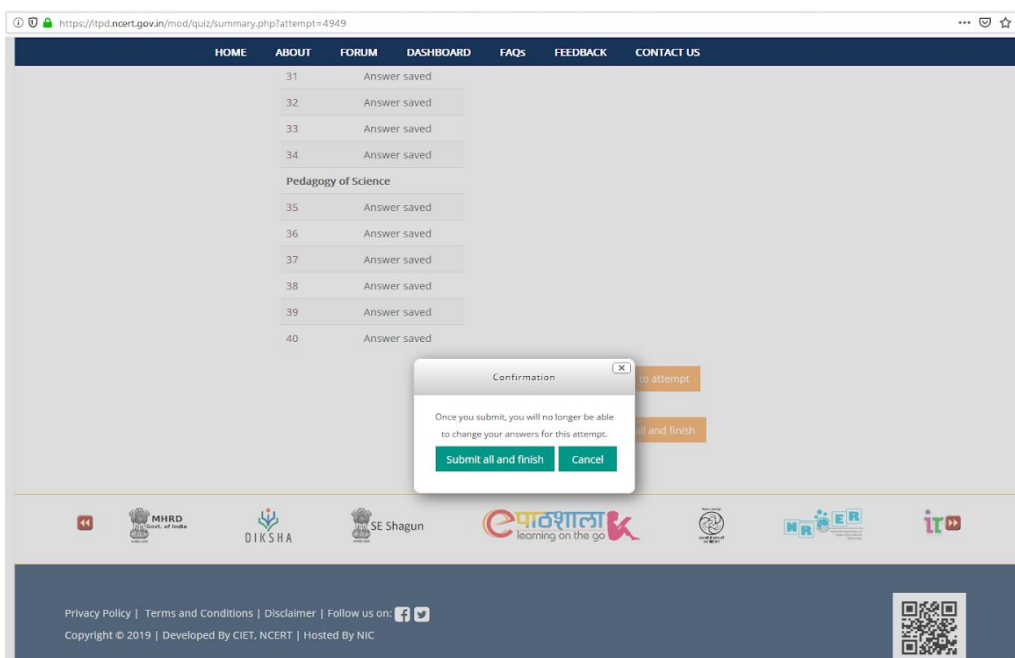 https://itpd.ncert.gov.in/mod/quiz/summary.php?attempt=4949
HOME ABOUT FORUM DASHBOARD FAQs FEEDBACK CONTACT US
31 Answer saved
32 Answer saved
33 Answer saved
34 Answer saved
Pedagogy of Science
35 Answer saved
36 Answer saved
37 Answer saved
38 Answer saved
39 Answer saved
40 Answer saved
Confirmation
to attempt
Once you submit, you will no longer be able
to change your answers for this attempt.
all and finish
Submit all and finish Cancel
MHRD
Govt. of India
DIKSHA
SE Shagun
eपाठशाला
learning on the go
NROER
Privacy Policy | Terms and Conditions | Disclaimer | Follow us on:
Copyright © 2019 | Developed By CIET, NCERT | Hosted By NIC